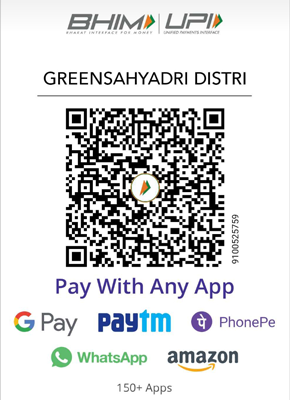 BHIM UPI
BHARAT INTERFACE FOR MONEY UNIFIED PAYMENTS INTERFACE
GREENSAHYADRI DISTRI
9100525759
Pay With Any App
G Pay paytm पे PhonePe
WhatsApp amazon
150+ Apps